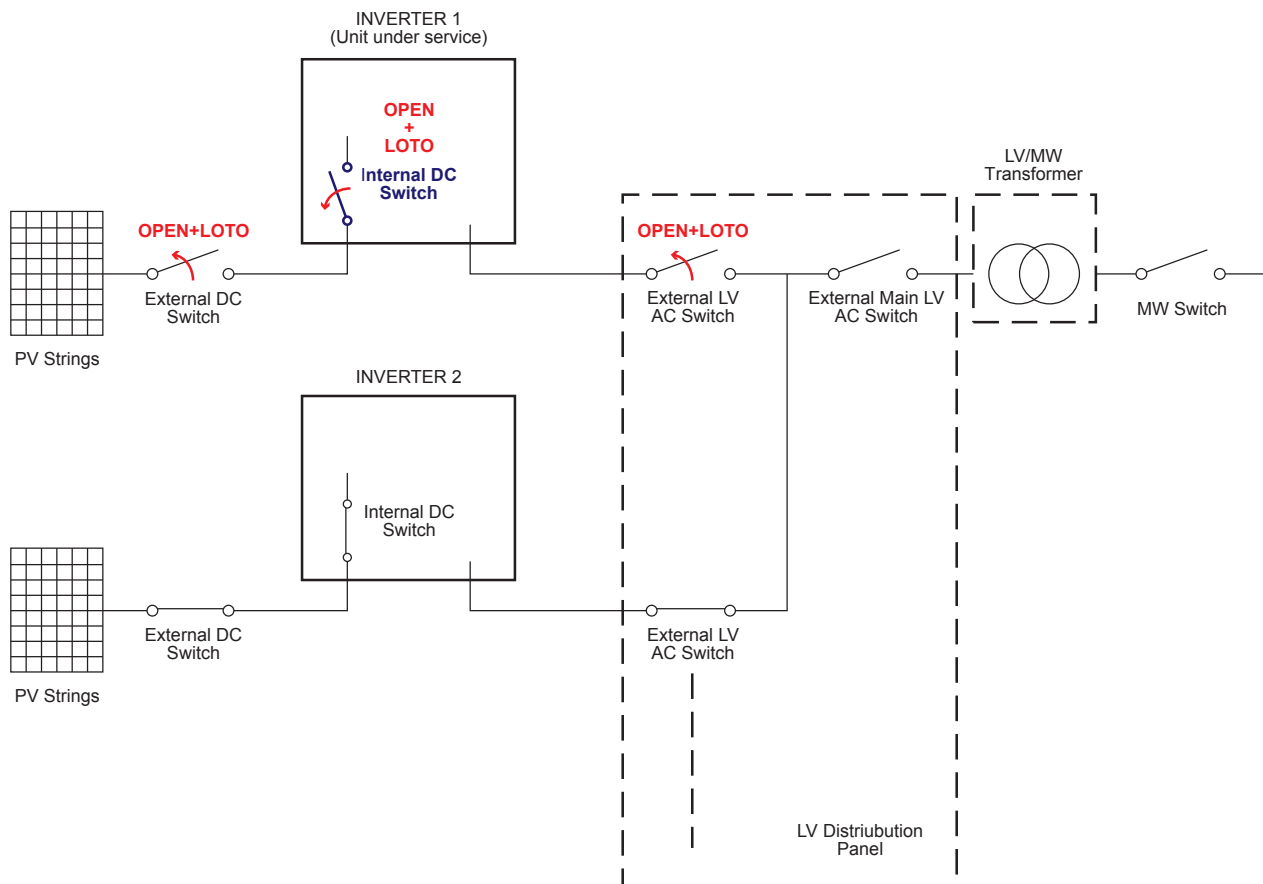 INVERTER 1
(Unit under service)
OPEN
+
LOTO
Internal DC
Switch
LV/MW
Transformer
OPEN+LOTO
External DC
Switch
PV Strings
OPEN+LOTO
External LV
AC Switch
External Main LV
AC Switch
MW Switch
INVERTER 2
Internal DC
Switch
External DC
Switch
PV Strings
External LV
AC Switch
LV Distriubution
Panel